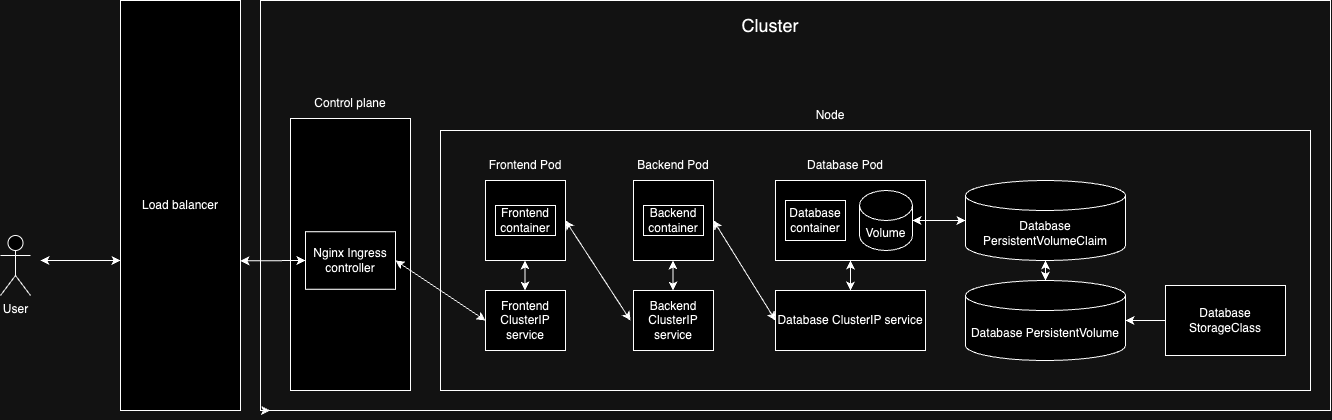 Cluster
Control plane
Node
Frontend Pod
Backend Pod
Database Pod
Load balancer
Frontend
container
Backend
container
Database
container
Volume
Database
PersistentVolumeClaim
Nginx Ingress
controller
User
Frontend
ClusterIP
service
Backend
ClusterIP
service
Database ClusterIP service
Database PersistentVolume
Database
StorageClass